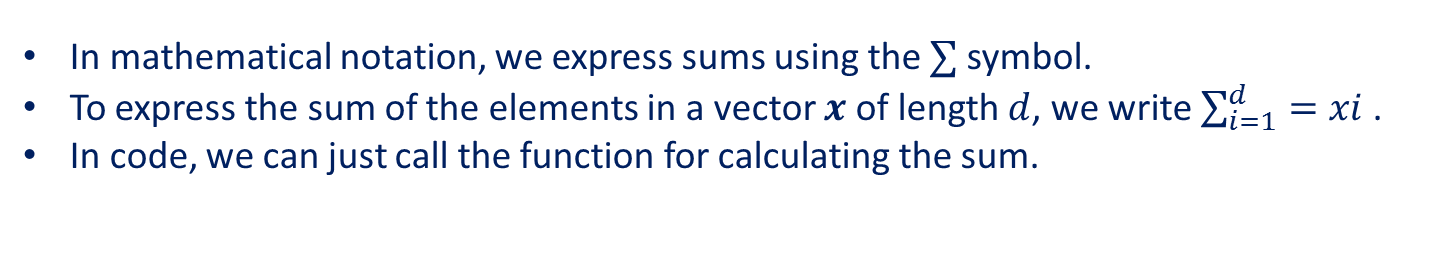 • In mathematical notation, we express sums using the ∑ symbol.
• To express the sum of the elements in a vector x of length d, we write ∑ᵈᵢ₌₁ = xi .
• In code, we can just call the function for calculating the sum.